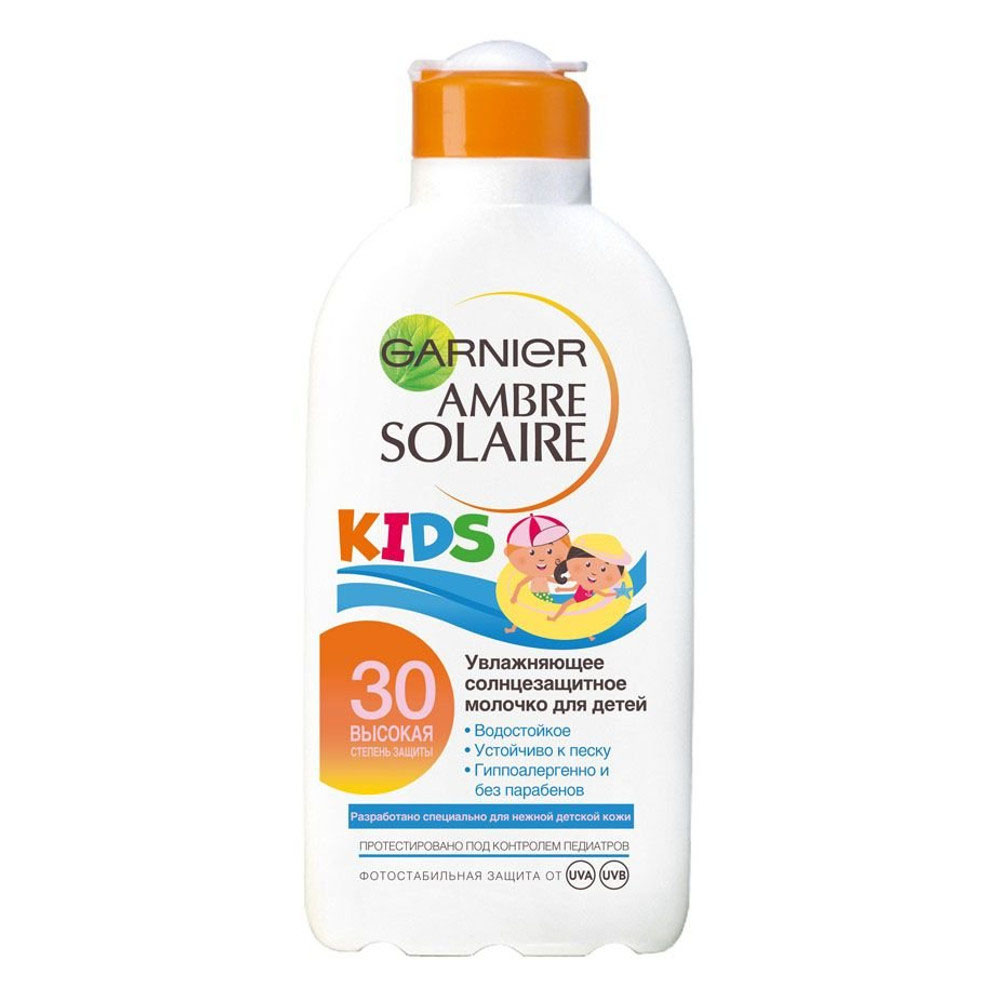 GARNIER
AMBRE
SOLAIRE
KIDS
30
ВЫСОКАЯ
СТЕПЕНЬ ЗАЩИТЫ
Увлажняющее
солнцезащитное
молочко для детей
• Водостойкое
• Устойчиво к песку
• Гиппоалергенно и
без парабенов
Разработано специально для нежной детской кожи
ПРОТЕСТИРОВАНО ПОД КОНТРОЛЕМ ПЕДИАТРОВ
ФОТОСТАБИЛЬНАЯ ЗАЩИТА ОТ UVA UVB